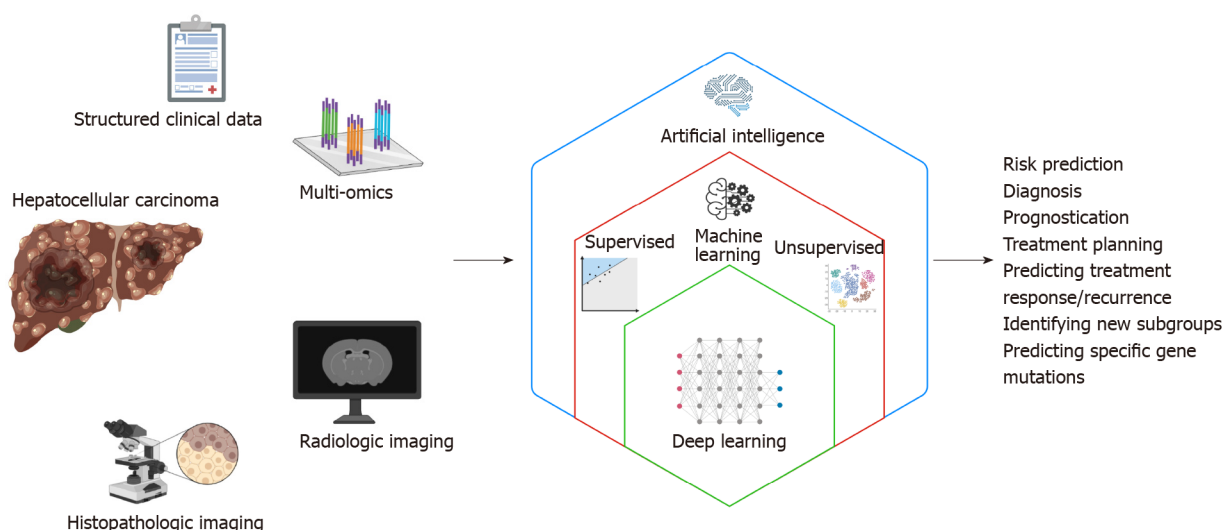 Structured clinical data
Multi-omics
Hepatocellular carcinoma
Radiologic imaging
Histopathologic imaging
Artificial intelligence
Machine
learning
Supervised
Unsupervised
Deep learning
Risk prediction
Diagnosis
Prognostication
Treatment planning
Predicting treatment
response/recurrence
Identifying new subgroups
Predicting specific gene
mutations